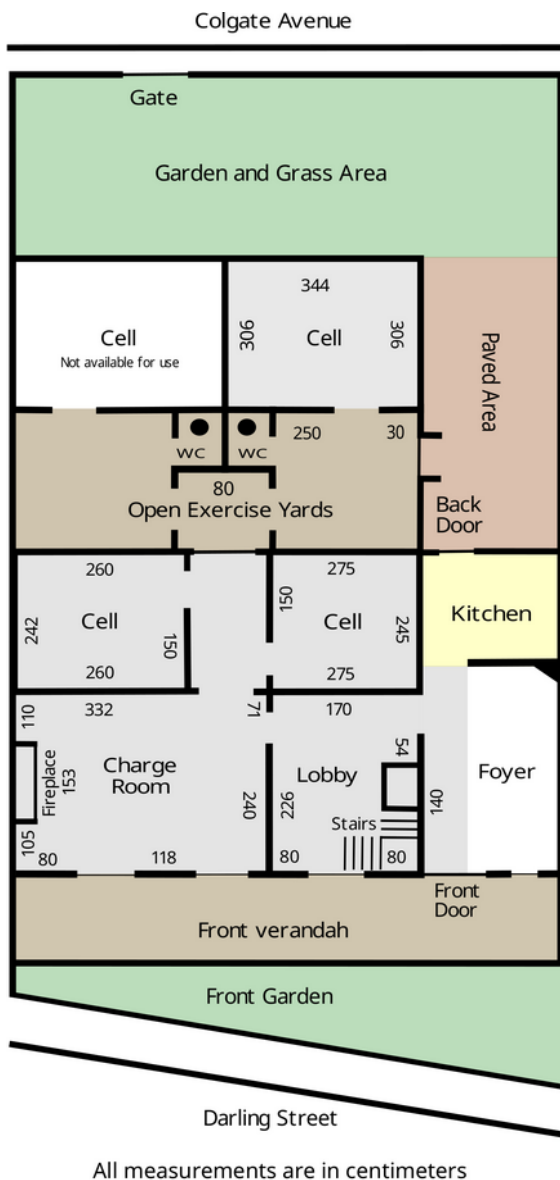 Colgate Avenue
Gate
Garden and Grass Area
344
306
Cell
306
Cell
Not available for use
Paved Area
WC
WC
250
30
80
Open Exercise Yards
Back
Door
260
242
Cell
150
260
275
150
Cell
245
275
Kitchen
110
332
71
170
Fireplace
153
Charge
Room
240
Lobby
54
226
Stairs
140
Foyer
105
80
118
80
80
Front
Door
Front verandah
Front Garden
Darling Street
All measurements are in centimeters